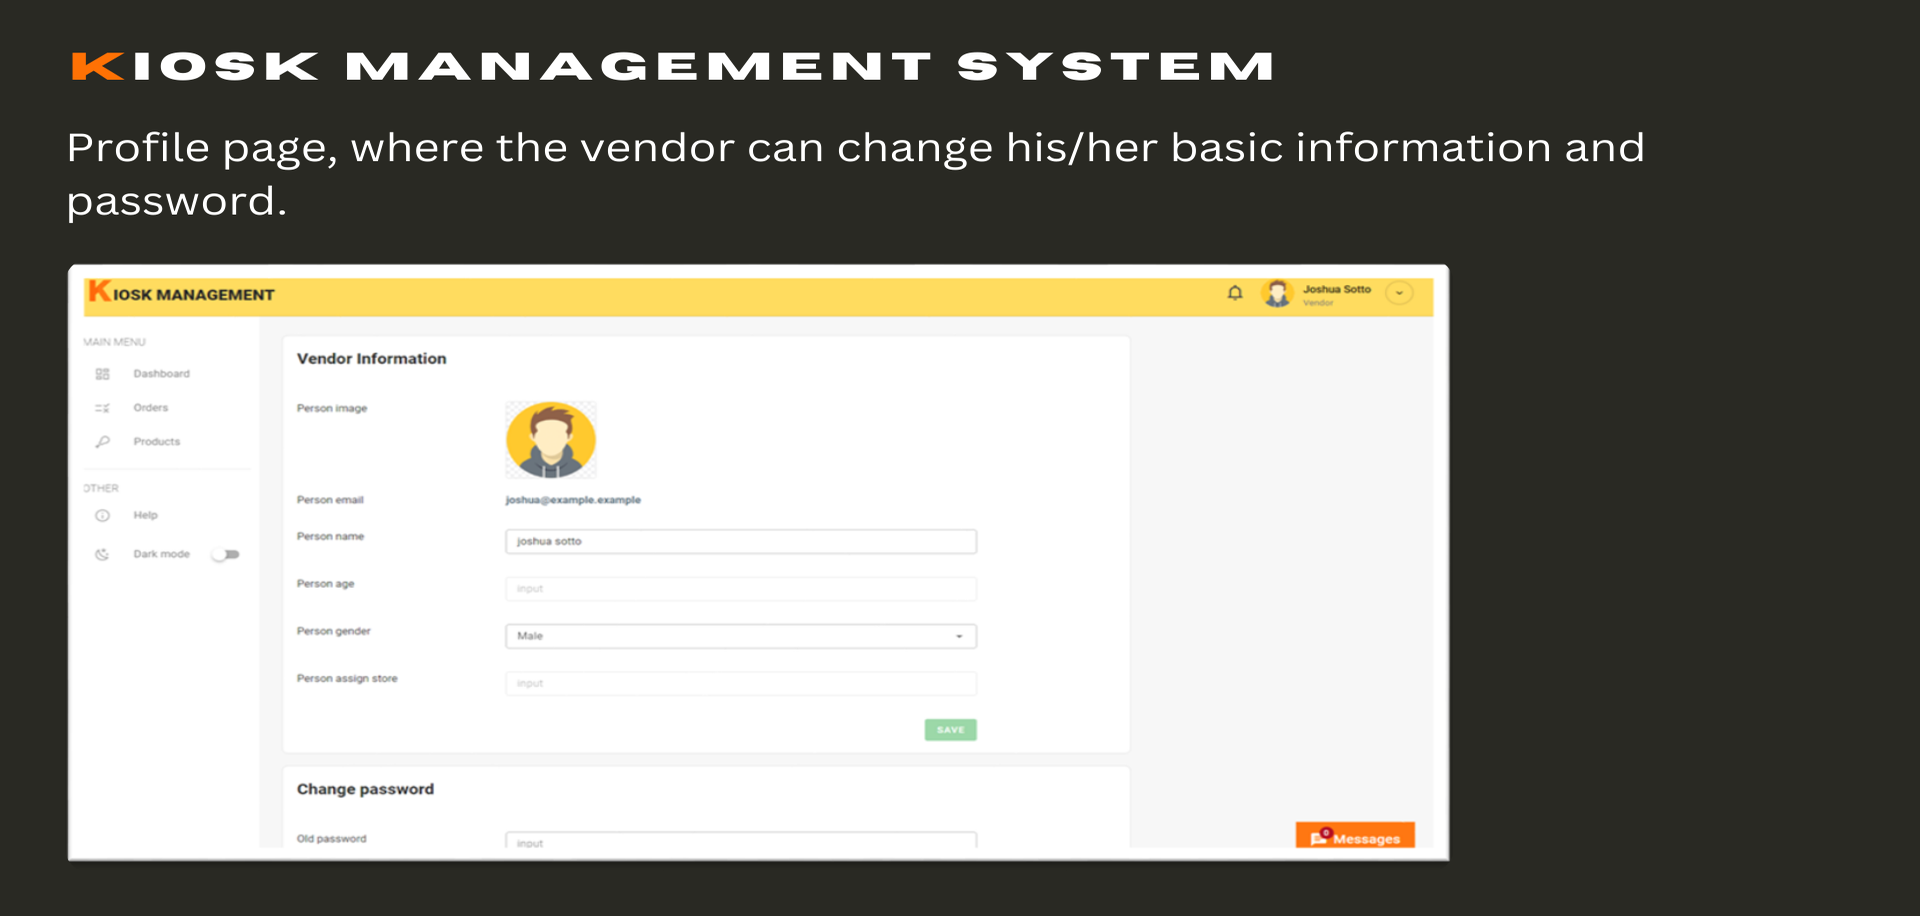 KIOSK MANAGEMENT SYSTEM
Profile page, where the vendor can change his/her basic information and
password.
KIOSK MANAGEMENT
Joshua Sotto
Vendor
MAIN MENU
Dashboard
Orders
Products
OTHER
Help
Dark mode
Vendor Information
Person image
Person email
joshua@example.example
Person name
joshua sotto
Person age
input
Person gender
Male
Person assign store
input
SAVE
Change password
Old password
input
0
Messages